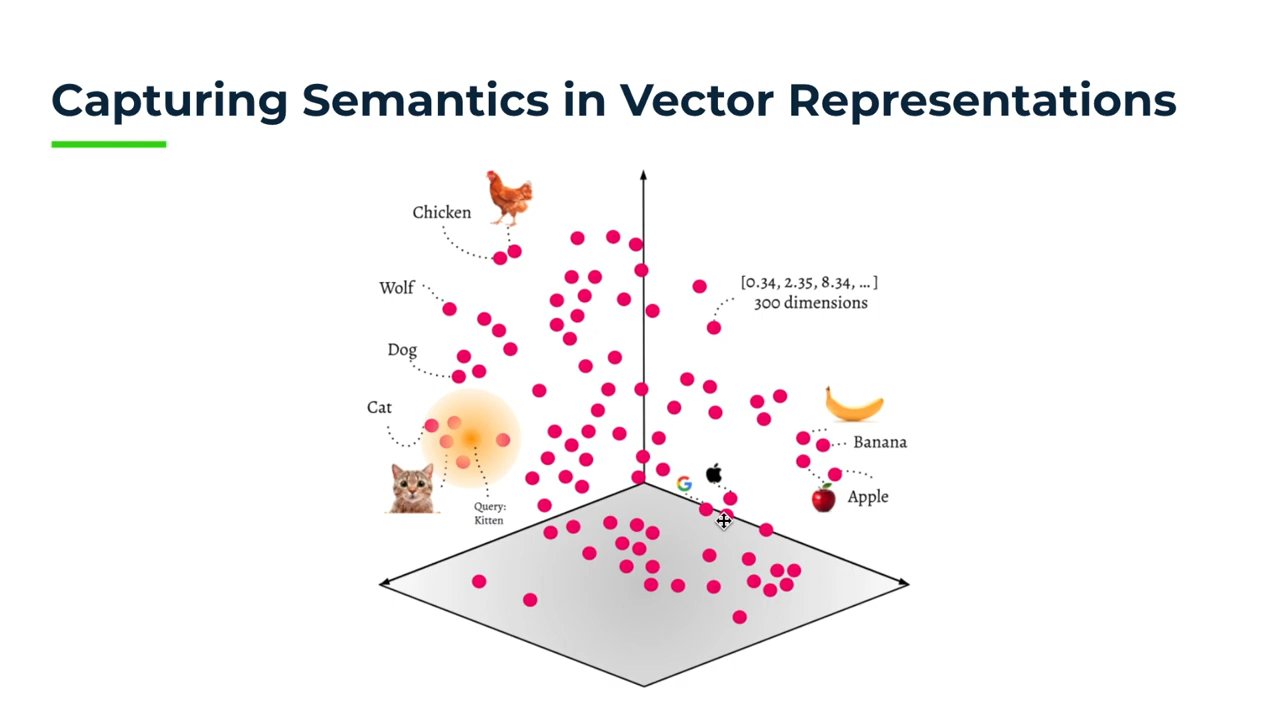 Capturing Semantics in Vector Representations
Chicken
Wolf
[0.34, 2.35, 8.34, ... ]
300 dimensions
Dog
Cat
Banana
Apple
Query:
Kitten
G